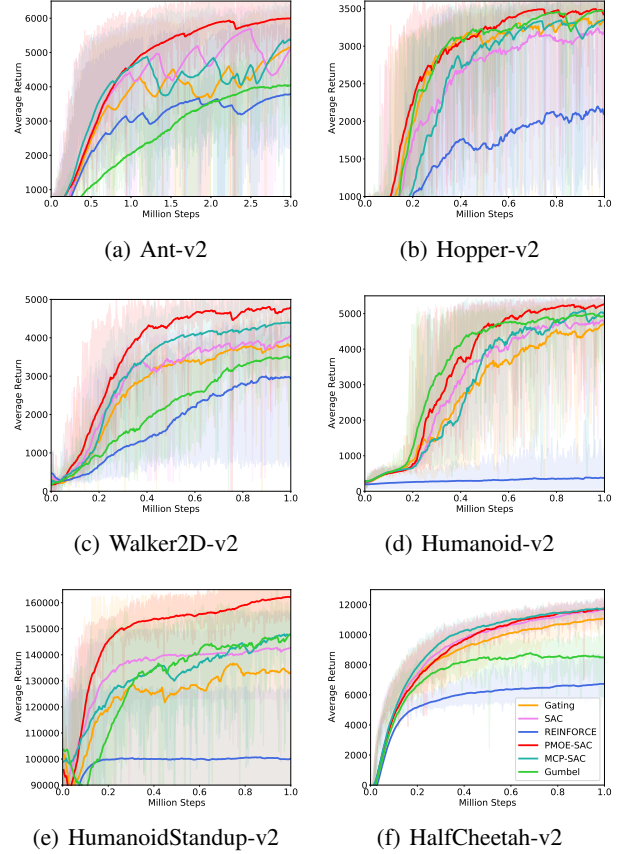 6000
5000
4000
3000
2000
1000
Average Return
0.0 0.5 1.0 1.5 2.0 2.5 3.0
Million Steps
(a) Ant-v2
3500
3000
2500
2000
1500
1000
Average Return
0.0 0.2 0.4 0.6 0.8 1.0
Million Steps
(b) Hopper-v2
5000
4000
3000
2000
1000
0
Average Return
0.0 0.2 0.4 0.6 0.8 1.0
Million Steps
(c) Walker2D-v2
5000
4000
3000
2000
1000
0
Average Return
0.0 0.2 0.4 0.6 0.8 1.0
Million Steps
(d) Humanoid-v2
160000
150000
140000
130000
120000
110000
100000
90000
Average Return
0.0 0.2 0.4 0.6 0.8 1.0
Million Steps
(e) HumanoidStandup-v2
12000
10000
8000
6000
4000
2000
0
Average Return
0.0 0.2 0.4 0.6 0.8 1.0
Million Steps
Gating
SAC
REINFORCE
PMOE-SAC
MCP-SAC
Gumbel
(f) HalfCheetah-v2